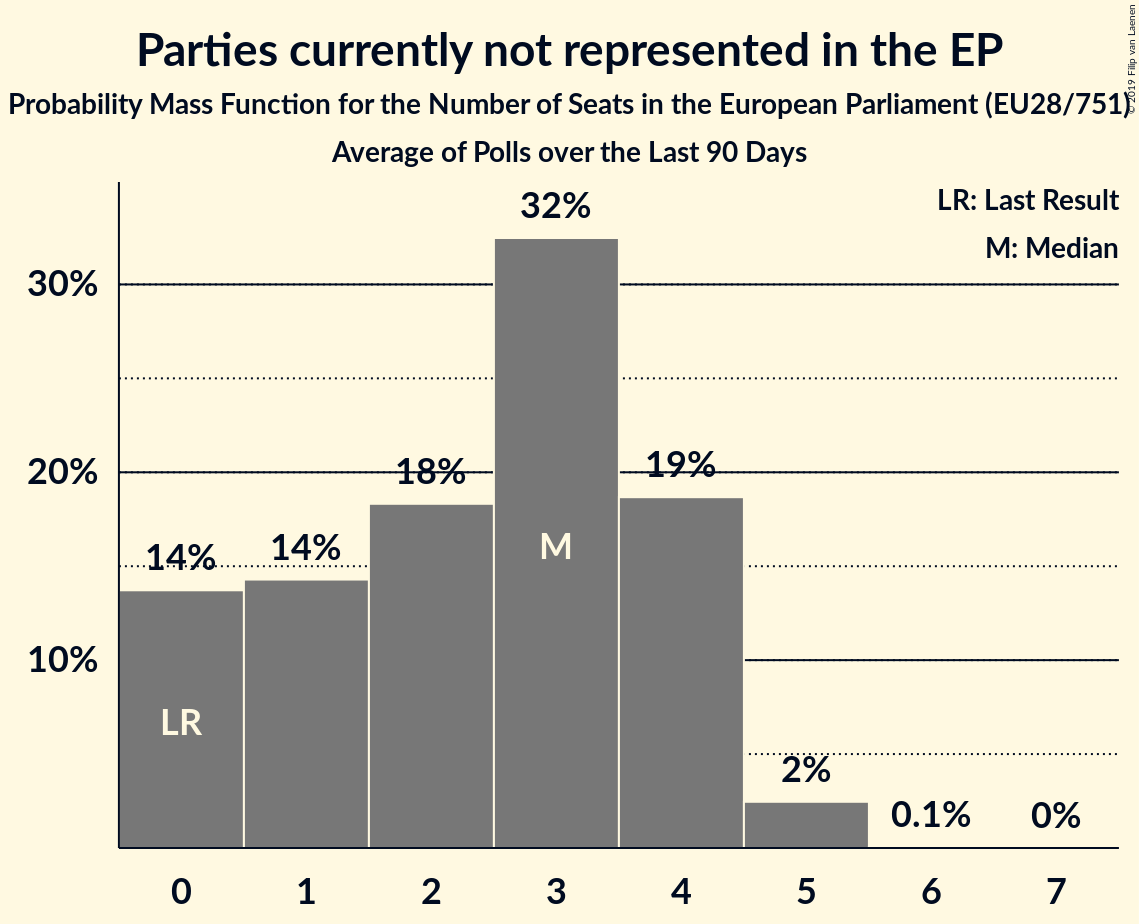 Parties currently not represented in the EP
Probability Mass Function for the Number of Seats in the European Parliament (EU28/751)
Average of Polls over the Last 90 Days
© 2019 Filip van Laenen
LR: Last Result
M: Median
32%
30%
20%
18%
19%
14%
14%
M
10%
LR
2%
0.1%
0%
0 1 2 3 4 5 6 7